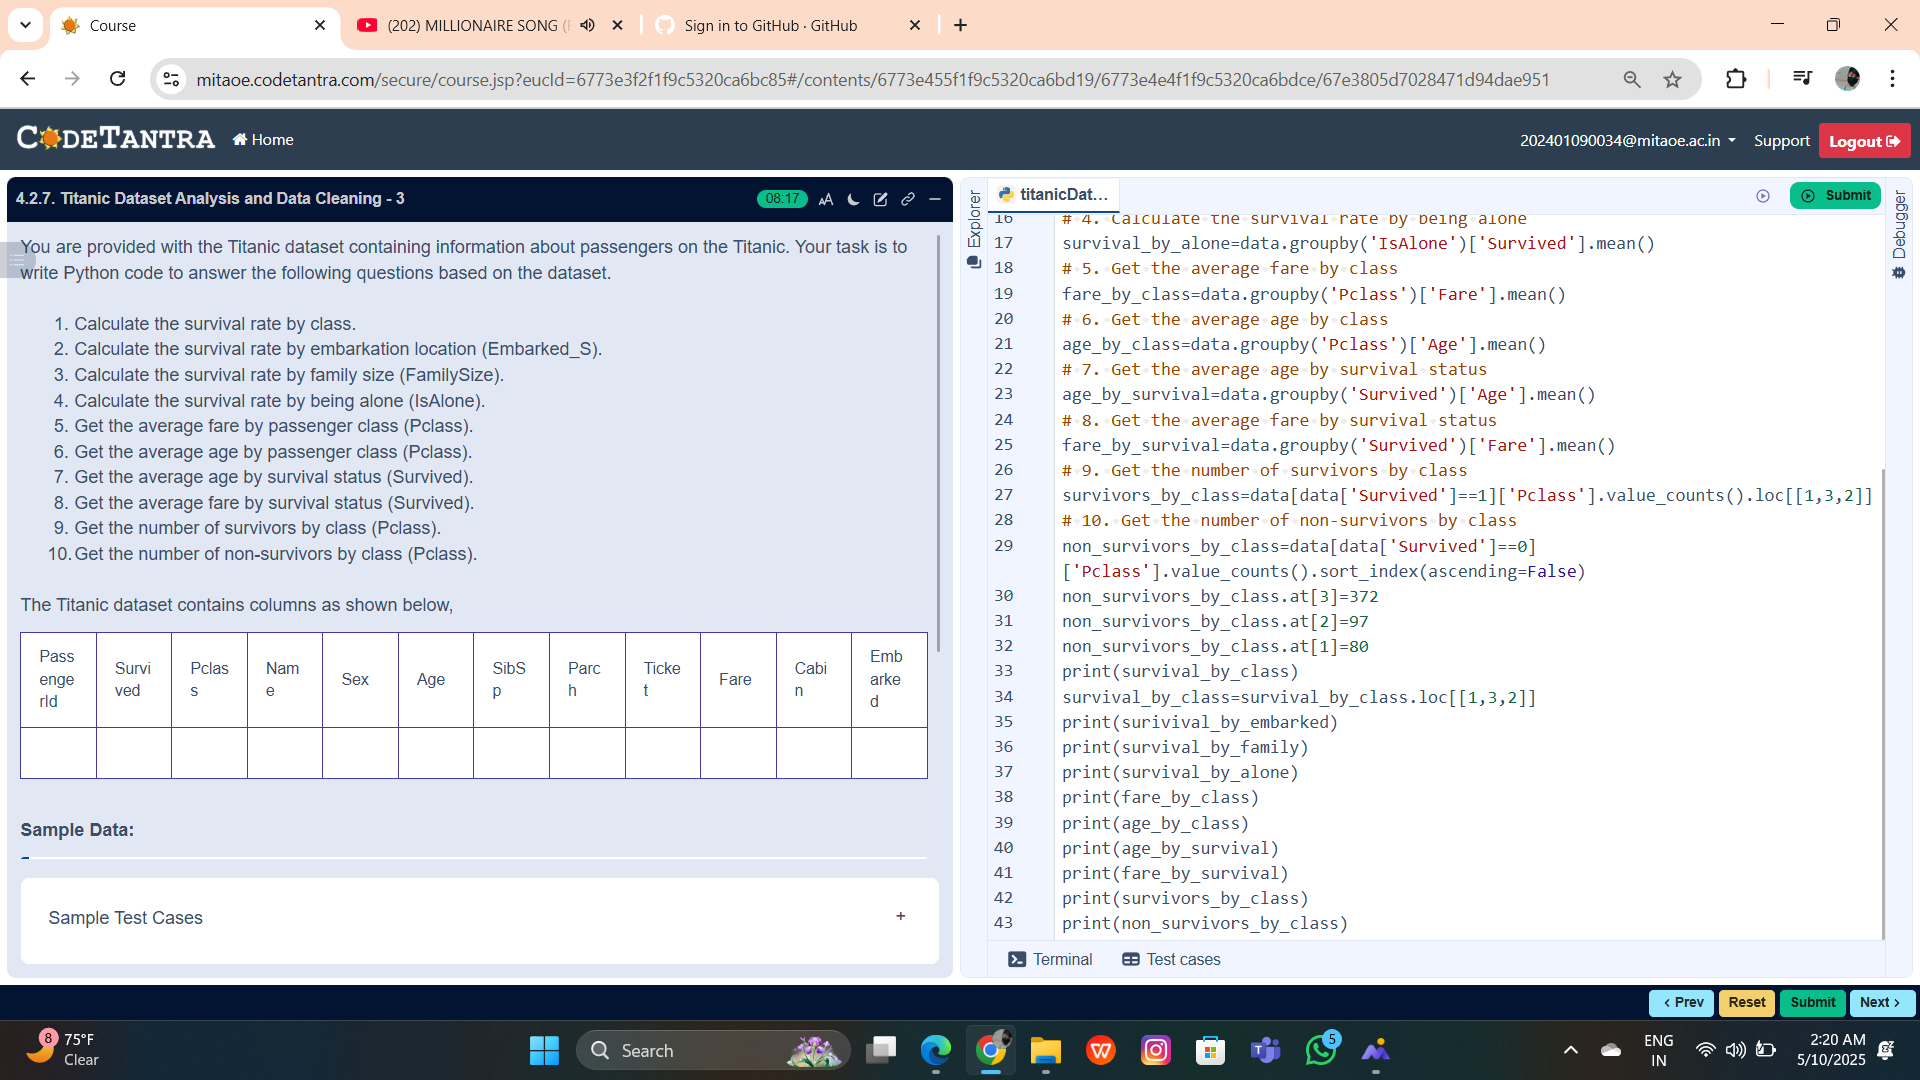 Course
(202) MILLIONAIRE SONG (
Sign in to GitHub · GitHub
mitaoe.codetantra.com/secure/course.jsp?eucId=6773e3f2f1f9c5320ca6bc85#/contents/6773e455f1f9c5320ca6bd19/6773e4e4f1f9c5320ca6bdce/67e3805d7028471d94dae951
CODETANTRA
Home
202401090034@mitaoe.ac.in
Support
Logout
4.2.7. Titanic Dataset Analysis and Data Cleaning - 3
08:17
AA
You are provided with the Titanic dataset containing information about passengers on the Titanic. Your task is to
write Python code to answer the following questions based on the dataset.
1. Calculate the survival rate by class.
2. Calculate the survival rate by embarkation location (Embarked_S).
3. Calculate the survival rate by family size (FamilySize).
4. Calculate the survival rate by being alone (IsAlone).
5. Get the average fare by passenger class (Pclass).
6. Get the average age by passenger class (Pclass).
7. Get the average age by survival status (Survived).
8. Get the average fare by survival status (Survived).
9. Get the number of survivors by class (Pclass).
10. Get the number of non-survivors by class (Pclass).
The Titanic dataset contains columns as shown below,
Pass
enge
rId
Survi
ved
Pclas
s
Nam
e
Sex
Age
SibS
p
Parc
h
Ticke
t
Fare
Cabi
n
Emb
arke
d
Sample Data:
Sample Test Cases
+
Explorer
titanicDat...
Submit
Debugger
16 # 4. Calculate the survival rate by being alone
17 survival_by_alone=data.groupby('IsAlone')['Survived'].mean()
18 # 5. Get the average fare by class
19 fare_by_class=data.groupby('Pclass')['Fare'].mean()
20 # 6. Get the average age by class
21 age_by_class=data.groupby('Pclass')['Age'].mean()
22 # 7. Get the average age by survival status
23 age_by_survival=data.groupby('Survived')['Age'].mean()
24 # 8. Get the average fare by survival status
25 fare_by_survival=data.groupby('Survived')['Fare'].mean()
26 # 9. Get the number of survivors by class
27 survivors_by_class=data[data['Survived']==1]['Pclass'].value_counts().loc[[1,3,2]]
28 # 10. Get the number of non-survivors by class
29 non_survivors_by_class=data[data['Survived']==0]
['Pclass'].value_counts().sort_index(ascending=False)
30 non_survivors_by_class.at[3]=372
31 non_survivors_by_class.at[2]=97
32 non_survivors_by_class.at[1]=80
33 print(survival_by_class)
34 survival_by_class=survival_by_class.loc[[1,3,2]]
35 print(surivival_by_embarked)
36 print(survival_by_family)
37 print(survival_by_alone)
38 print(fare_by_class)
39 print(age_by_class)
40 print(age_by_survival)
41 print(fare_by_survival)
42 print(survivors_by_class)
43 print(non_survivors_by_class)
Terminal
Test cases
< Prev
Reset
Submit
Next >
8
75°F
Clear
Search
5
ENG
IN
2:20 AM
5/10/2025